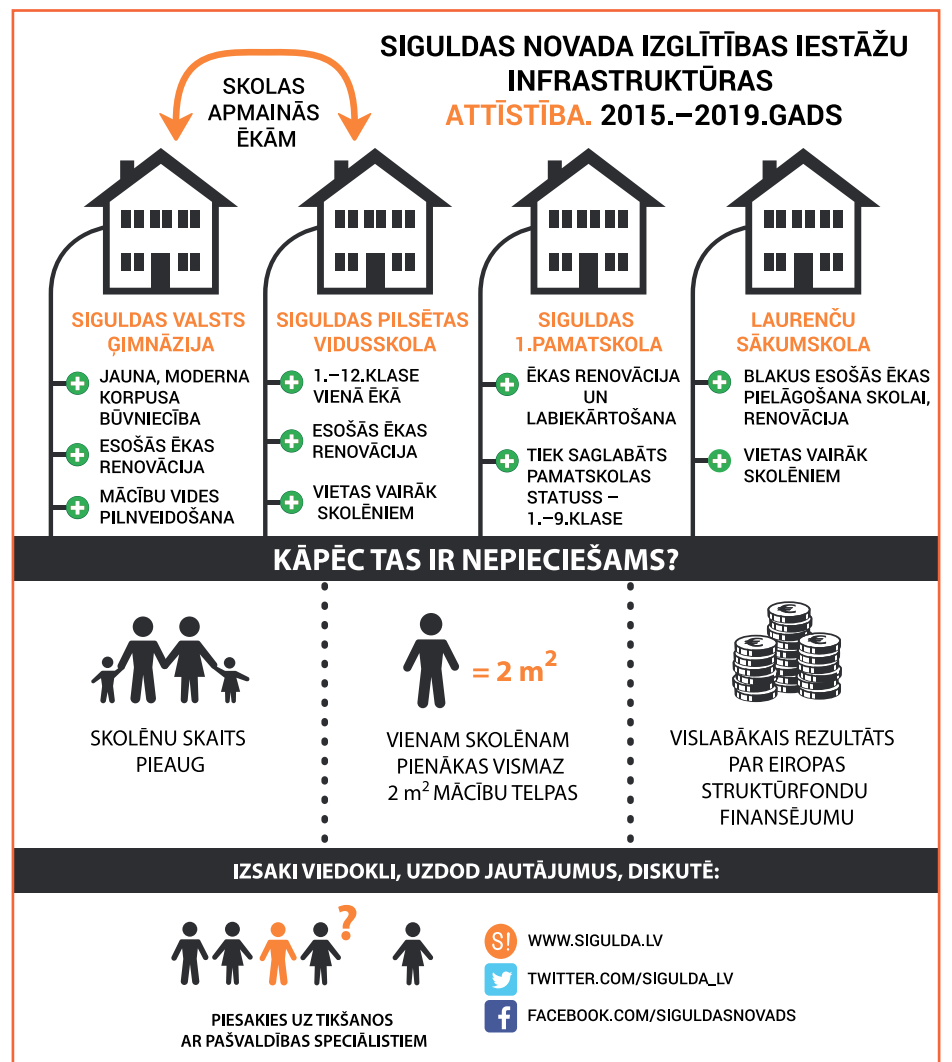 SIGULDAS NOVADA IZGLĪTĪBAS IESTĀŽU
INFRASTRUKTŪRAS
ATTĪSTĪBA. 2015.–2019.GADS
SKOLAS
APMAINĀS
ĒKĀM
SIGULDAS VALSTS
ĢIMNĀZIJA
JAUNA, MODERNA
KORPUSA
BŪVNIECĪBA
ESOŠĀS ĒKAS
RENOVĀCIJA
MĀCĪBU VIDES
PILNVEIDOŠANA
SIGULDAS PILSĒTAS
VIDUSSKOLA
1.–12.KLASE
VIENĀ ĒKĀ
ESOŠĀS ĒKAS
RENOVĀCIJA
VIETAS VAIRĀK
SKOLĒNIEM
SIGULDAS
1.PAMATSKOLA
ĒKAS RENOVĀCIJA
UN
LABIEKĀRTOŠANA
TIEK SAGLABĀTS
PAMATSKOLAS
STATUSS –
1.–9.KLASE
LAURENČU
SĀKUMSKOLA
BLAKUS ESOŠĀS ĒKAS
PIELĀGOŠANA SKOLAI,
RENOVĀCIJA
VIETAS VAIRĀK
SKOLĒNIEM
KĀPĒC TAS IR NEPIECIEŠAMS?
SKOLĒNU SKAITS
PIEAUG
= 2 m²
VIENAM SKOLĒNAM
PIENĀKAS VISMAZ
2 m² MĀCĪBU TELPAS
€
€ €
VISLABĀKAIS REZULTĀTS
PAR EIROPAS
STRUKTŪRFONDU
FINANSĒJUMU
IZSAKI VIEDOKLI, UZDOD JAUTĀJUMUS, DISKUTĒ:
?
PIESAKIES UZ TIKŠANOS
AR PAŠVALDĪBAS SPECIĀLISTIEM
S! WWW.SIGULDA.LV
TWITTER.COM/SIGULDA_LV
f FACEBOOK.COM/SIGULDASNOVADS